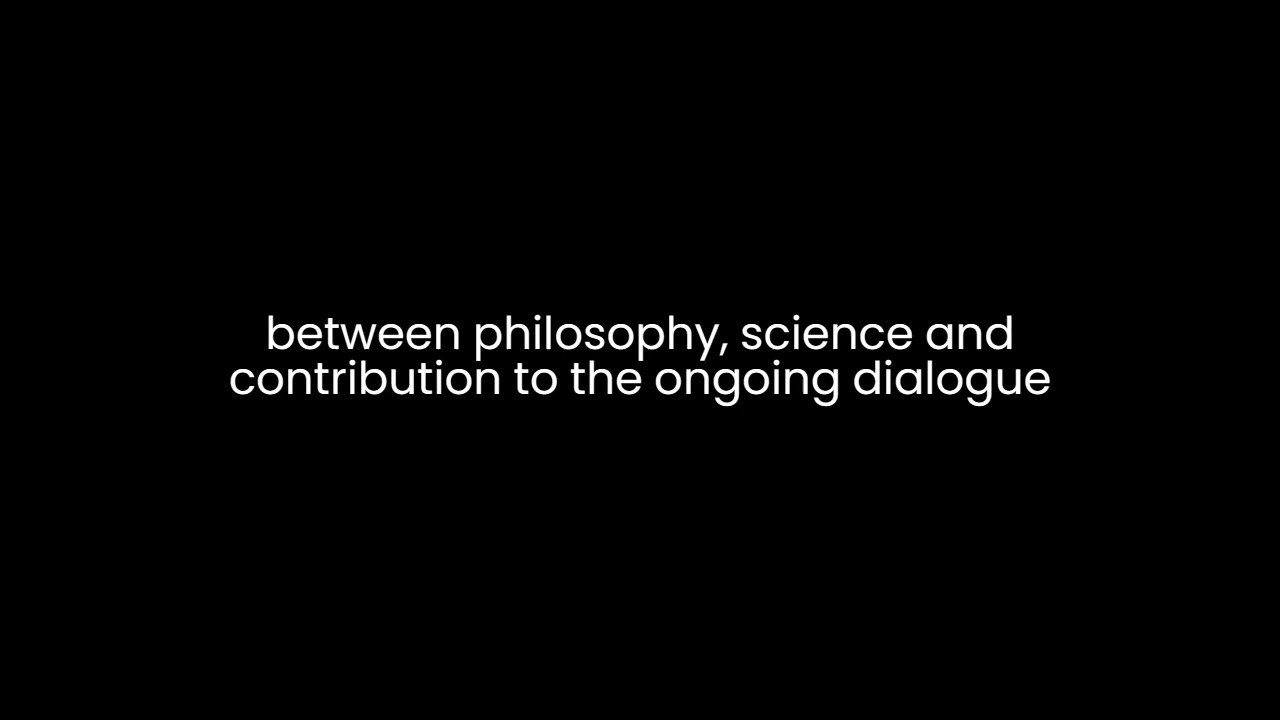 between philosophy, science and
contribution to the ongoing dialogue